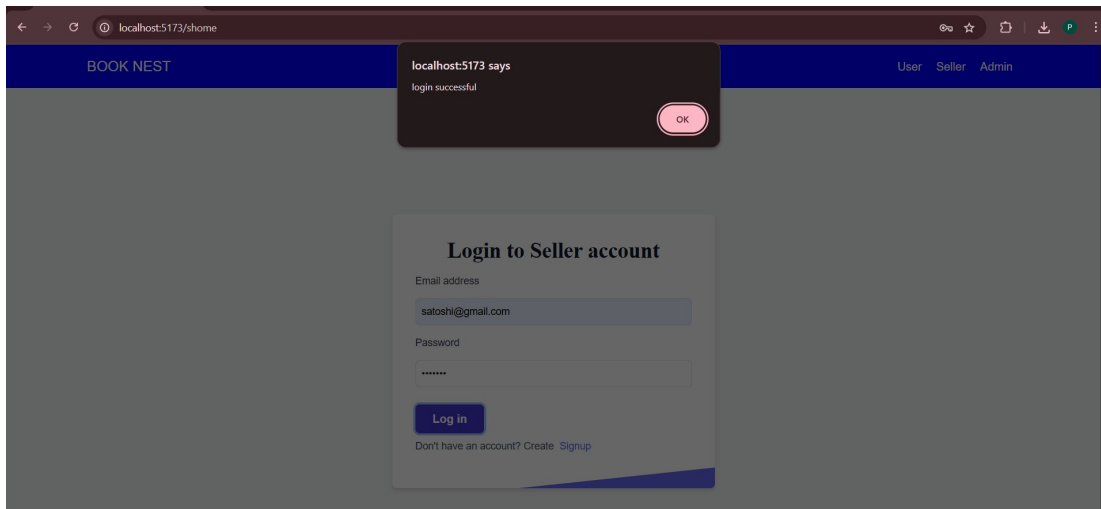 localhost:5173/shome
P
BOOK NEST
User Seller Admin
localhost:5173 says
login successful
OK
Login to Seller account
Email address
satoshi@gmail.com
Password
•••••••
Log in
Don't have an account? Create Signup